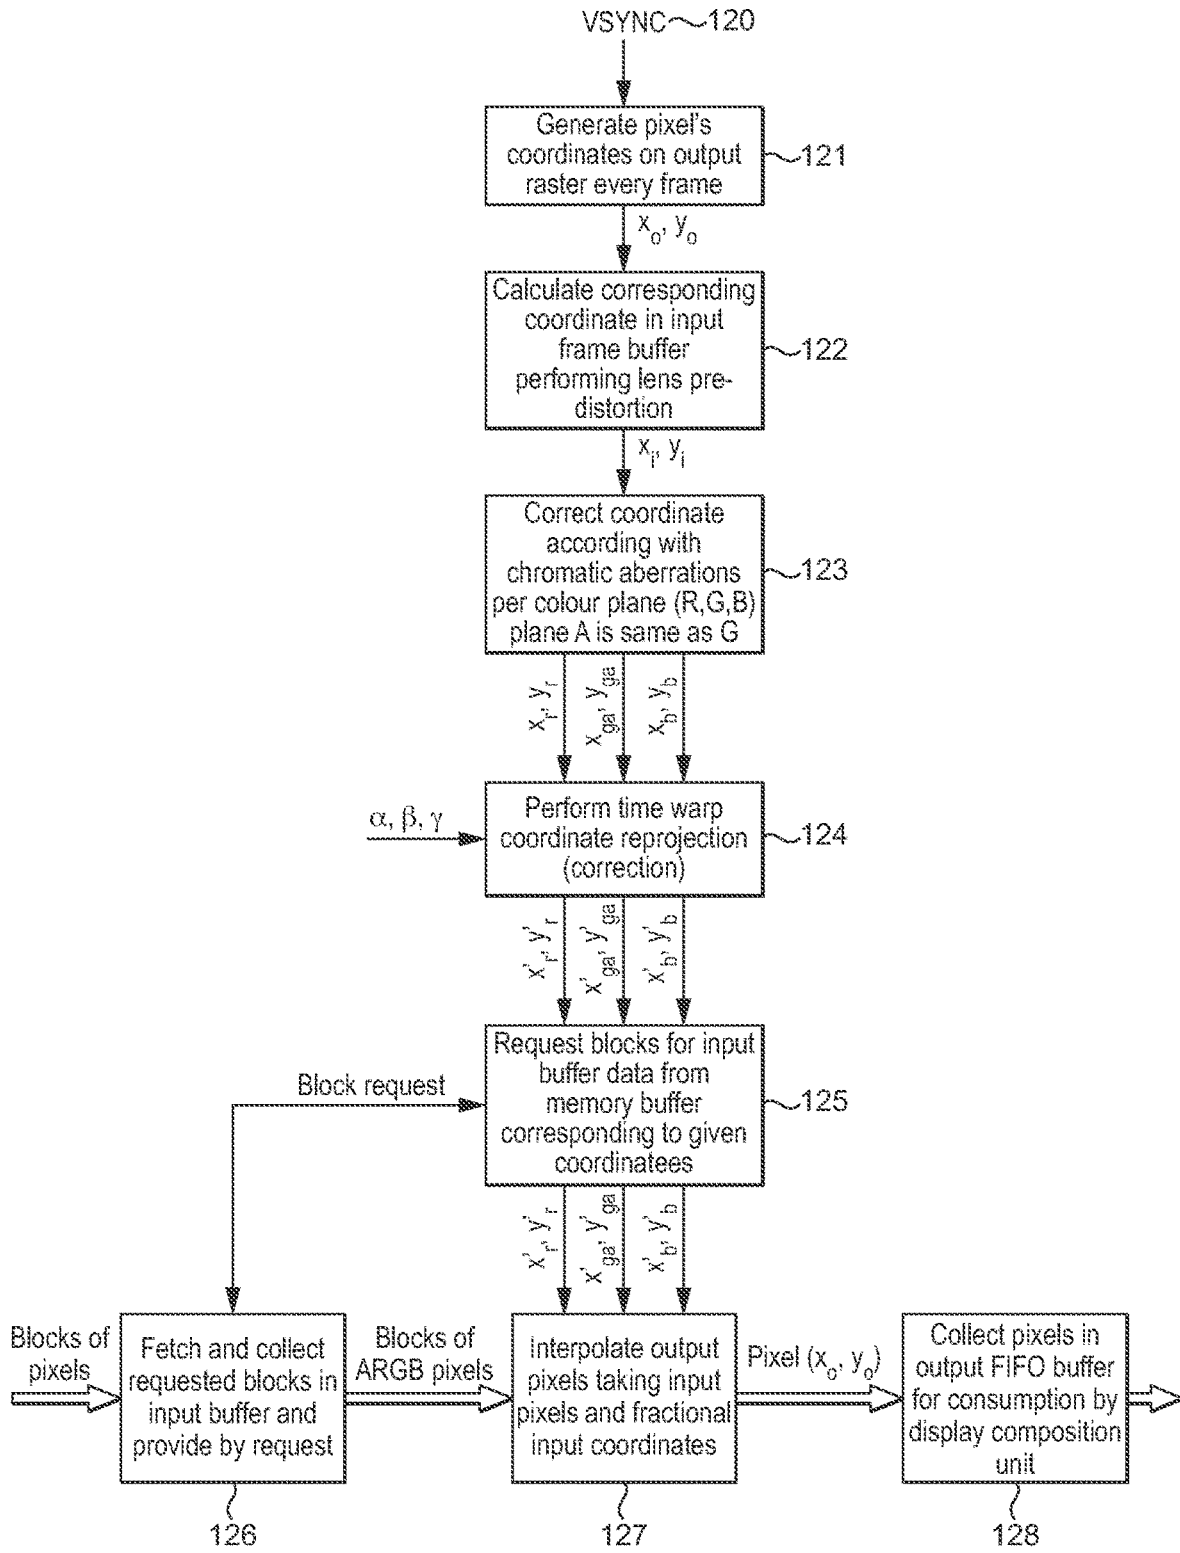 VSYNC 120
Generate pixel's
coordinates on output
raster every frame
121
xo, yo
Calculate corresponding
coordinate in input
frame buffer
performing lens pre-
distortion
122
xi, yi
Correct coordinate
according with
chromatic aberrations
per colour plane (R,G,B)
plane A is same as G
123
xr, yr
xga, yga
xb, yb
α, β, γ
Perform time warp
coordinate reprojection
(correction)
124
x'r, y'r
x'ga, y'ga
x'b, y'b
Block request
Request blocks for input
buffer data from
memory buffer
corresponding to given
coordinatees
125
x'r, y'r
x'ga, y'ga
x'b, y'b
Blocks of
pixels
Fetch and collect
requested blocks in
input buffer and
provide by request
126
Blocks of
ARGB pixels
Interpolate output
pixels taking input
pixels and fractional
input coordinates
127
Pixel (xo, yo)
Collect pixels in
output FIFO buffer
for consumption by
display composition
unit
128